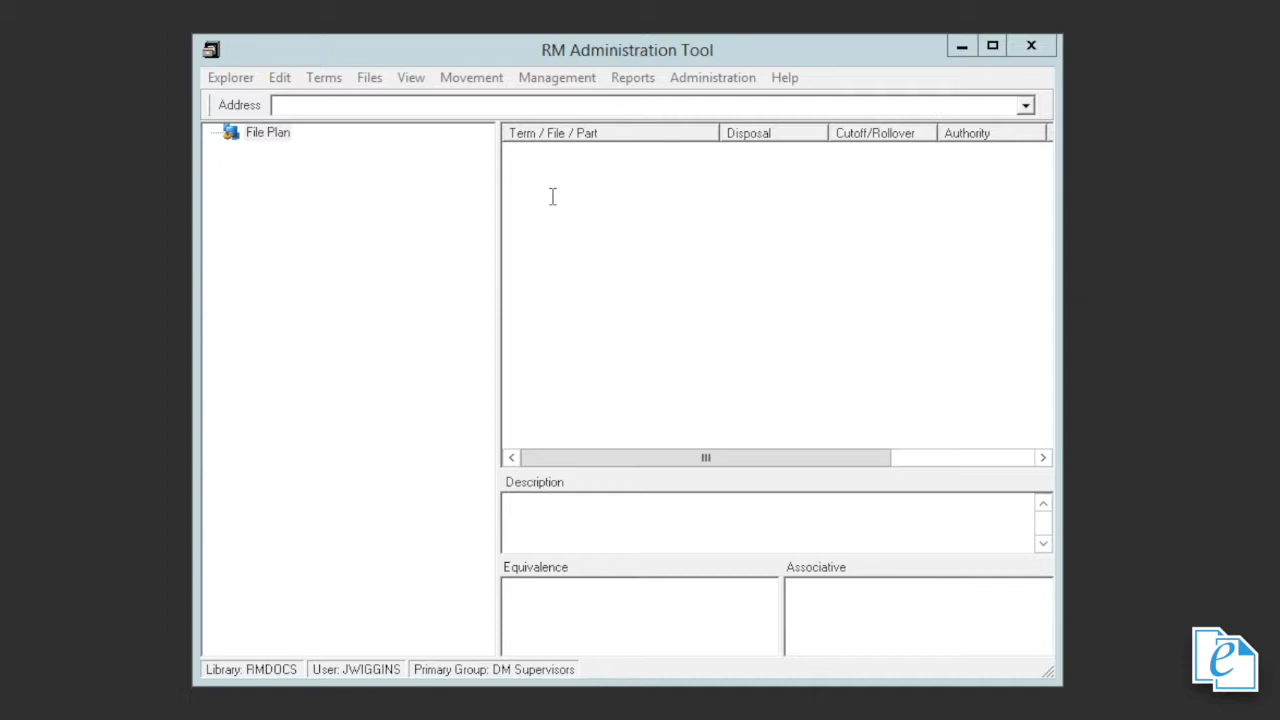 RM Administration Tool
Explorer Edit Terms Files View Movement Management Reports Administration Help
Address
File Plan
Term / File / Part Disposal Cutoff/Rollover Authority
Description
Equivalence Associative
Library: RMDOCS User: JWIGGINS Primary Group: DM Supervisors
e